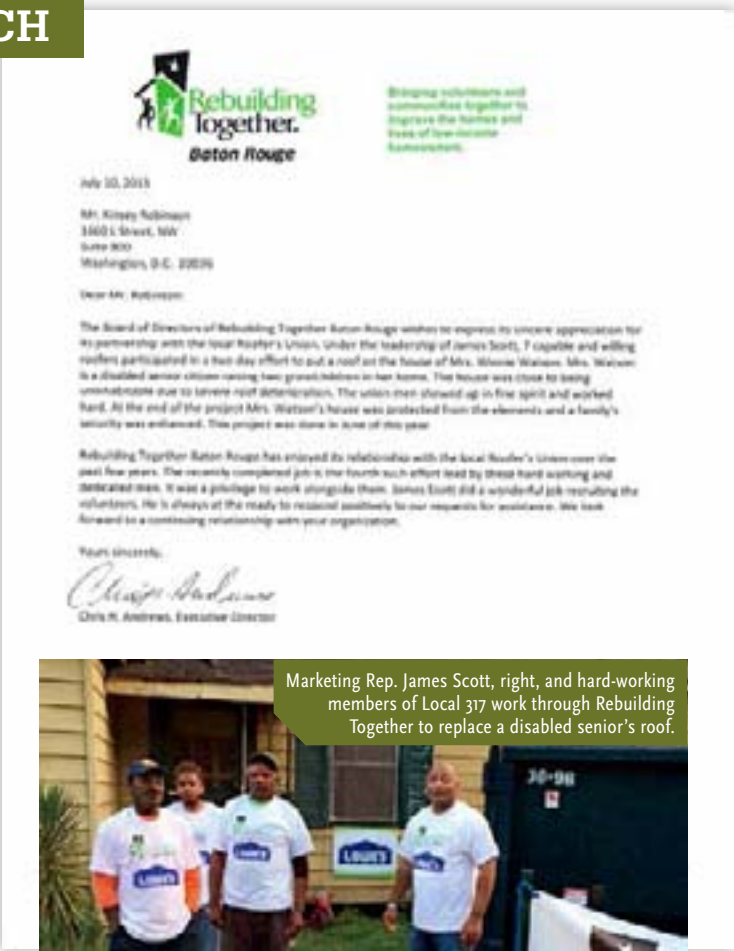 CH
Rebuilding
Together.
Baton Rouge
Bringing volunteers and
communities together to
improve the homes and
lives of low-income
homeowners.
July 10, 2015
Mr. Kinsey Robinson
1660 L Street, NW
Suite 800
Washington, D.C. 20036
Dear Mr. Robinson:
The Board of Directors of Rebuilding Together Baton Rouge wishes to express its sincere appreciation for
its partnership with the local Roofer's Union. Under the leadership of James Scott, 7 capable and willing
roofers participated in a two day effort to put a roof on the house of Mrs. Winnie Watson. Mrs. Watson
is a disabled senior citizen raising two grandchildren in her home. The house was close to being
uninhabitable due to severe roof deterioration. The union men showed up in fine spirit and worked
hard. At the end of the project Mrs. Watson's house was protected from the elements and a family's
security was enhanced. This project was done in June of this year.
Rebuilding Together Baton Rouge has enjoyed its relationship with the local Roofer's Union over the
past few years. The recently completed job is the fourth such effort lead by these hard working and
dedicated men. It was a privilege to work alongside them. James Scott did a wonderful job recruiting the
volunteers. He is always at the ready to respond positively to our requests for assistance. We look
forward to a continuing relationship with your organization.
Yours sincerely,
Chris H. Andrews, Executive Director
Marketing Rep. James Scott, right, and hard-working
members of Local 317 work through Rebuilding
Together to replace a disabled senior's roof.
30-96
LOWE'S
LOWE'S
LOWE'S